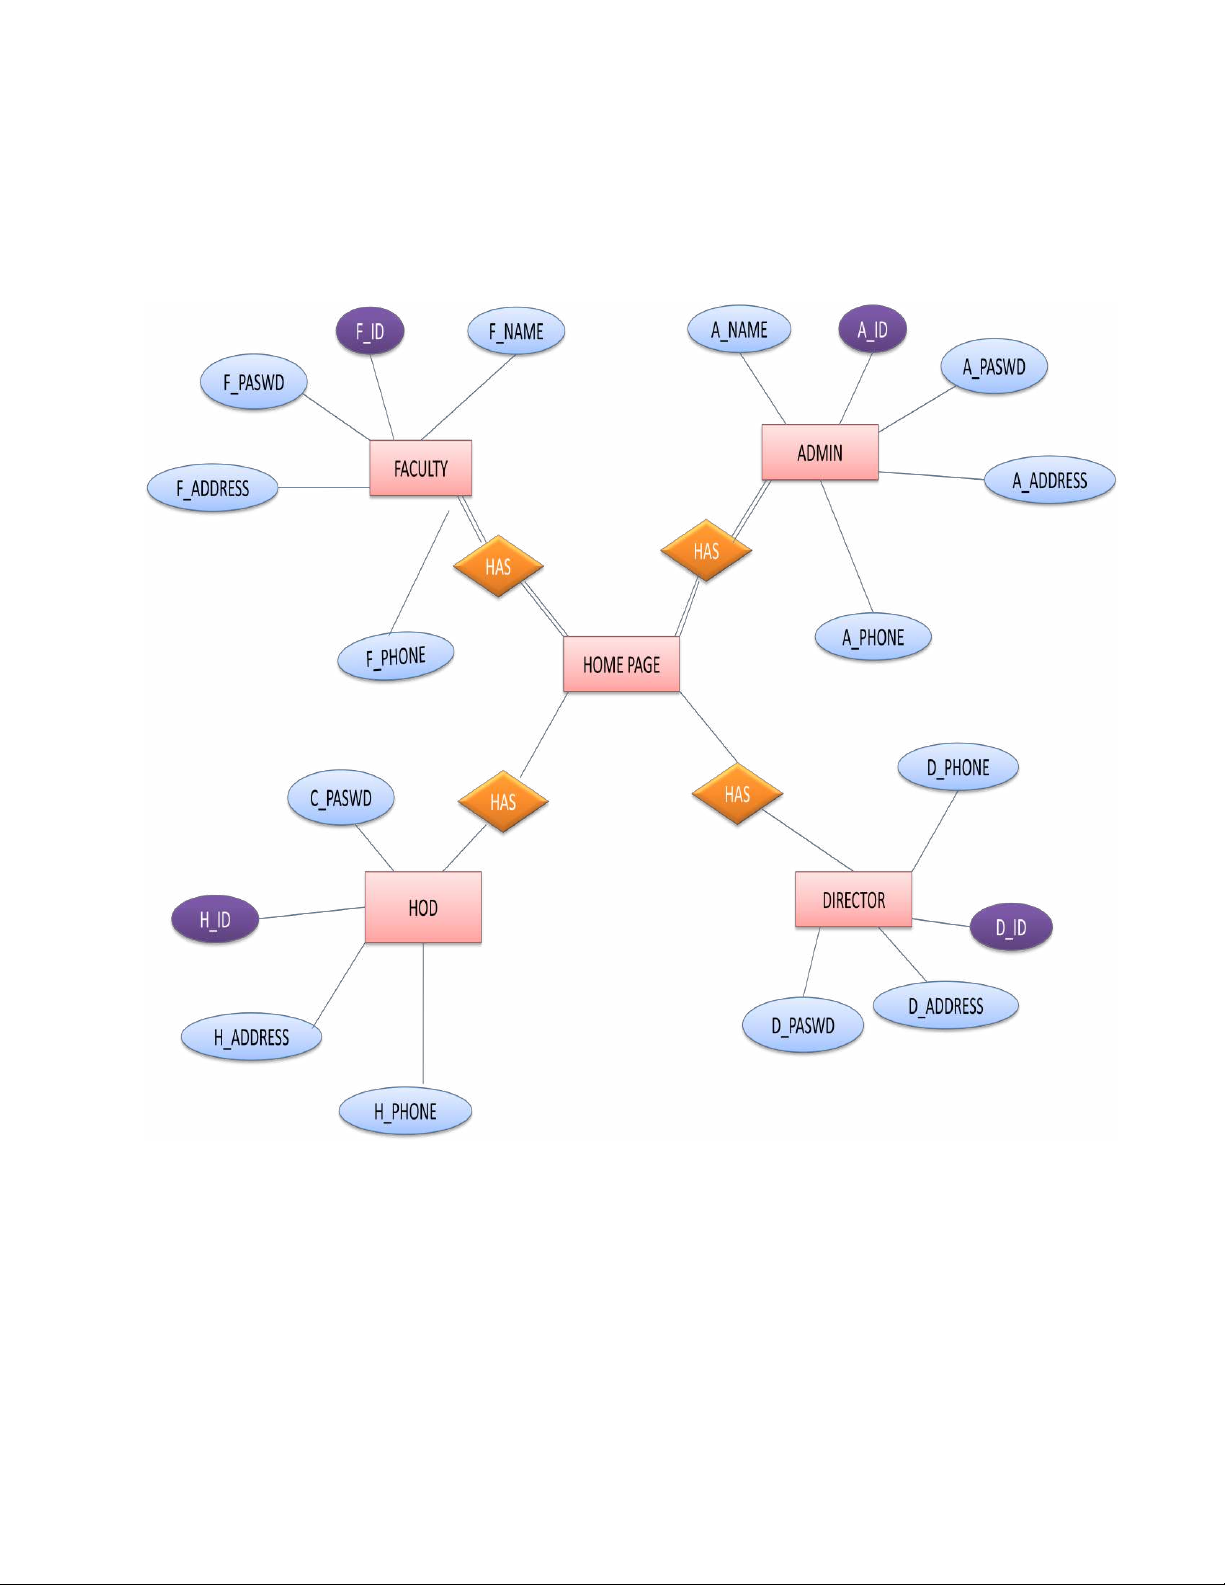 F_ID
F_NAME
A_NAME
A_ID
F_PASWD
A_PASWD
FACULTY
ADMIN
F_ADDRESS
A_ADDRESS
HAS
HAS
F_PHONE
HOME PAGE
A_PHONE
C_PASWD
HAS
HAS
D_PHONE
H_ID
HOD
DIRECTOR
D_ID
H_ADDRESS
D_PASWD
D_ADDRESS
H_PHONE